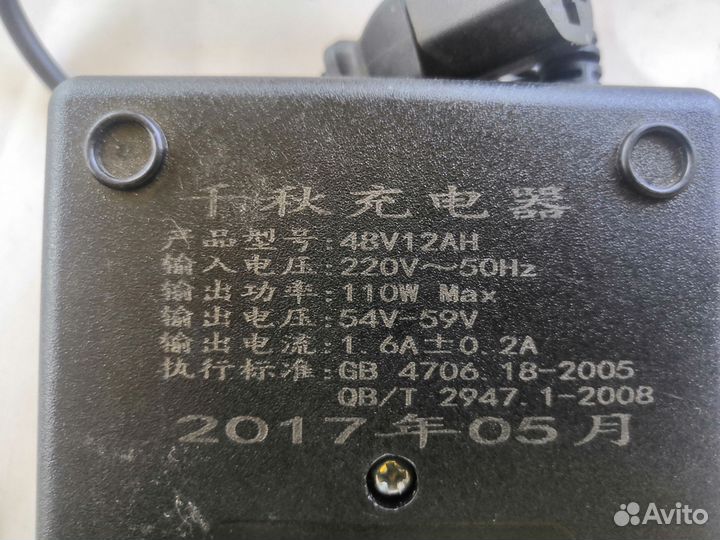 千秋充电器
产品型号:48V12AH
输入电压:220V～50Hz
输出功率:110W Max
输出电压:54V-59V
输出电流:1.6A±0.2A
执行标准:GB 4706.18-2005
QB/T 2947.1-2008
2017年05月
Avito